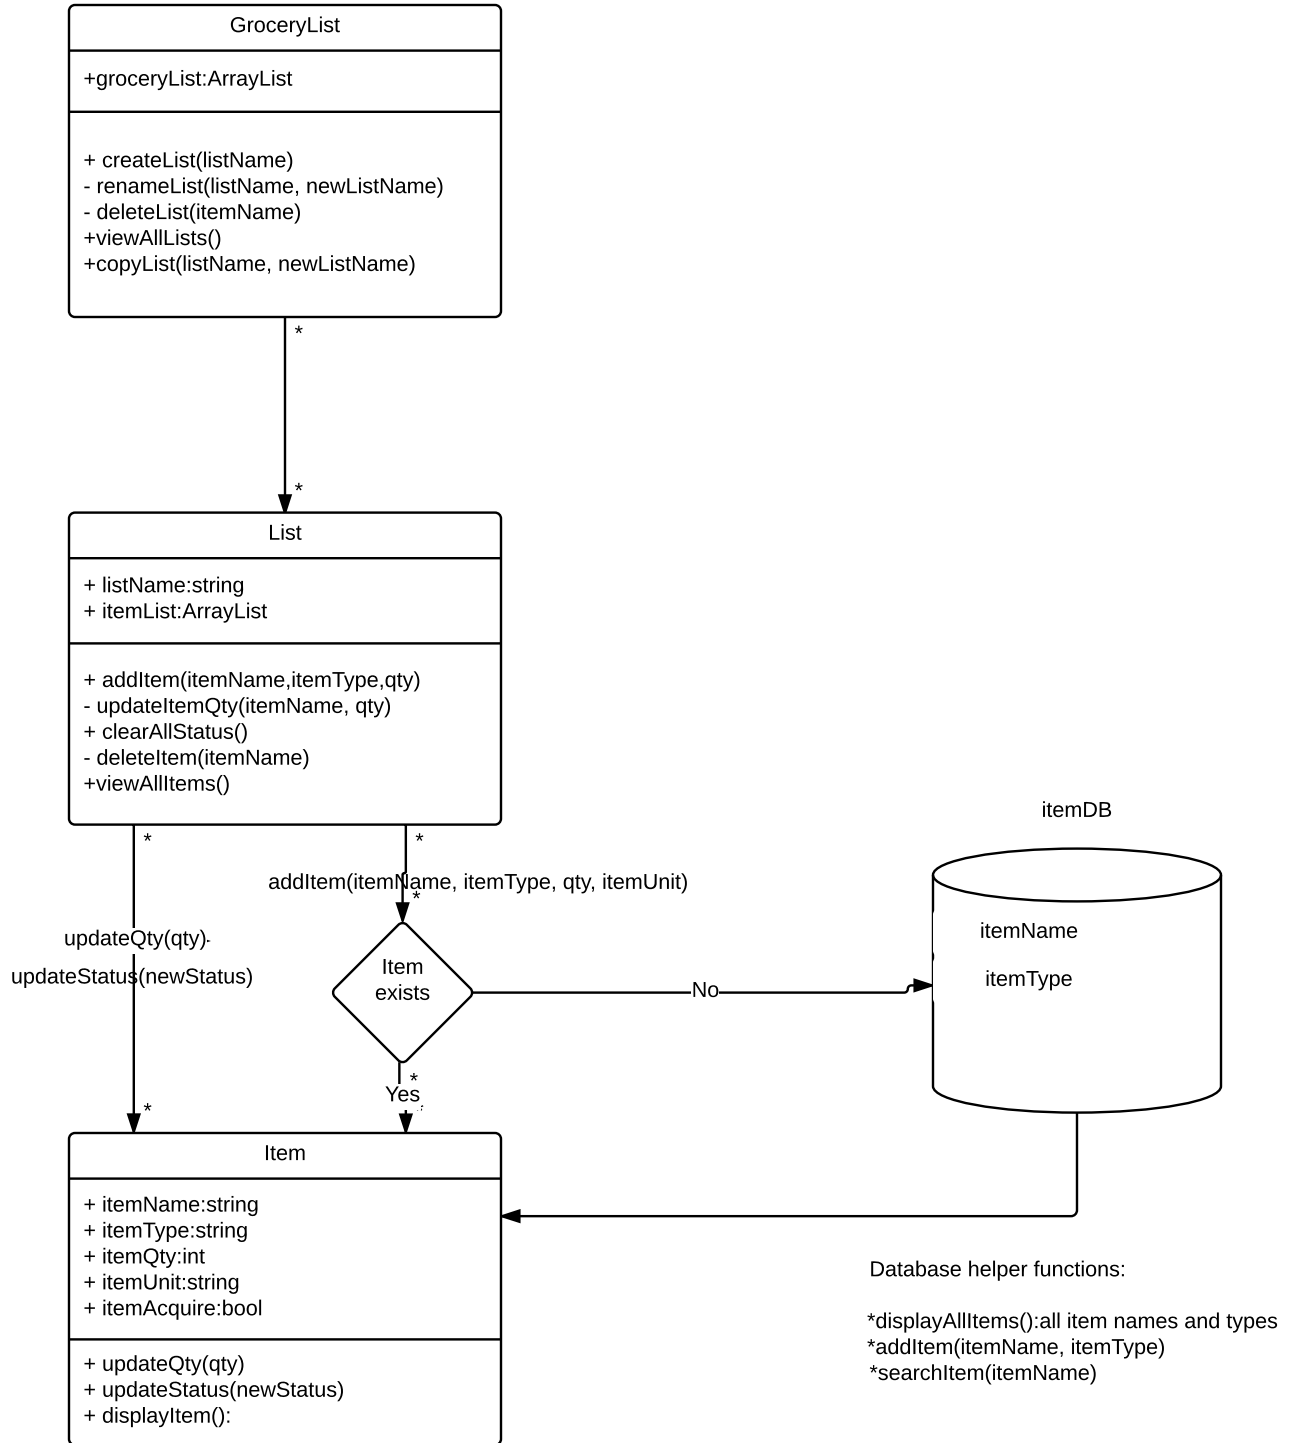 GroceryList
+groceryList:ArrayList
+ createList(listName)
- renameList(listName, newListName)
- deleteList(itemName)
+viewAllLists()
+copyList(listName, newListName)
*
*
List
+ listName:string
+ itemList:ArrayList
+ addItem(itemName,itemType,qty)
- updateItemQty(itemName, qty)
+ clearAllStatus()
- deleteItem(itemName)
+viewAllItems()
*
*
addItem(itemName, itemType, qty, itemUnit)
*
updateQty(qty)
updateStatus(newStatus)
Item
exists
No
itemDB
itemName
itemType
*
Yes
*
Item
+ itemName:string
+ itemType:string
+ itemQty:int
+ itemUnit:string
+ itemAcquire:bool
+ updateQty(qty)
+ updateStatus(newStatus)
+ displayItem():
Database helper functions:
*displayAllItems():all item names and types
*addItem(itemName, itemType)
*searchItem(itemName)